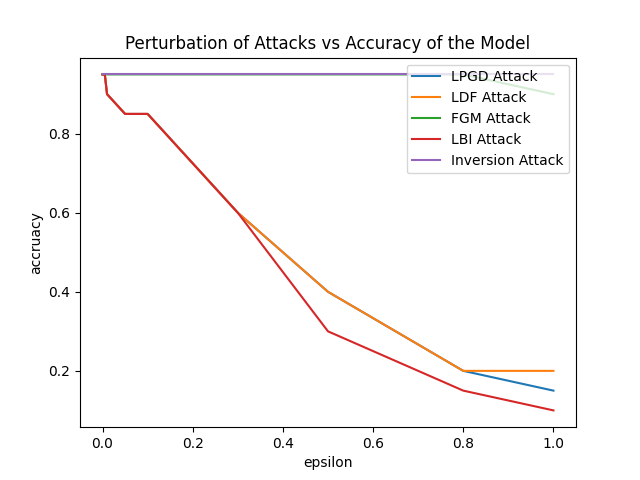 Perturbation of Attacks vs Accuracy of the Model
LPGD Attack
LDF Attack
FGM Attack
LBI Attack
Inversion Attack
0.8
0.6
0.4
0.2
accruacy
0.0 0.2 0.4 0.6 0.8 1.0
epsilon